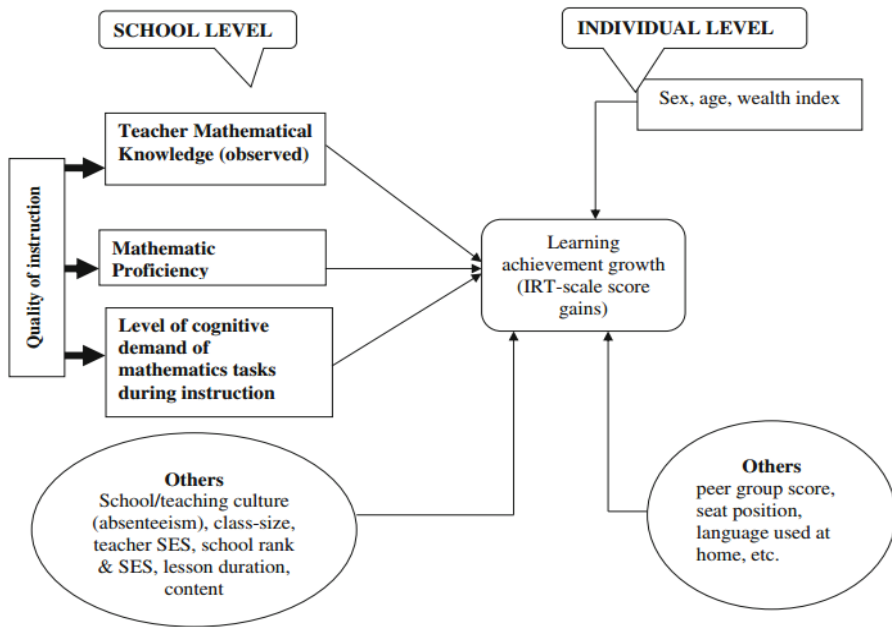 SCHOOL LEVEL
INDIVIDUAL LEVEL
Sex, age, wealth index
Quality of instruction
Teacher Mathematical
Knowledge (observed)
Mathematic
Proficiency
Level of cognitive
demand of
mathematics tasks
during instruction
Learning
achievement growth
(IRT-scale score
gains)
Others
School/teaching culture
(absenteeism), class-size,
teacher SES, school rank
& SES, lesson duration,
content
Others
peer group score,
seat position,
language used at
home, etc.